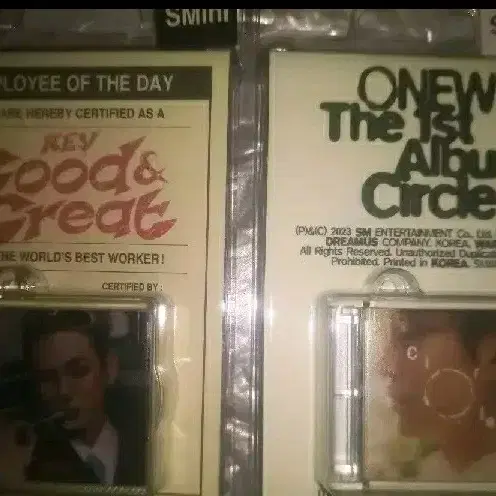 SMini
PLOYEE OF THE DAY
ARE HEREBY CERTIFIED AS A
KEY
Good &
Great
THE WORLD'S BEST WORKER!
CERTIFIED BY:
ONEW
The 1st
Albu
Circle
(P)&(C) 2023 SM ENTERTAINMENT Co., Ltd.
DREAMUS COMPANY. KOREA.
All Rights Reserved. Unauthorized Duplica
Prohibited. Printed in KOREA.
C